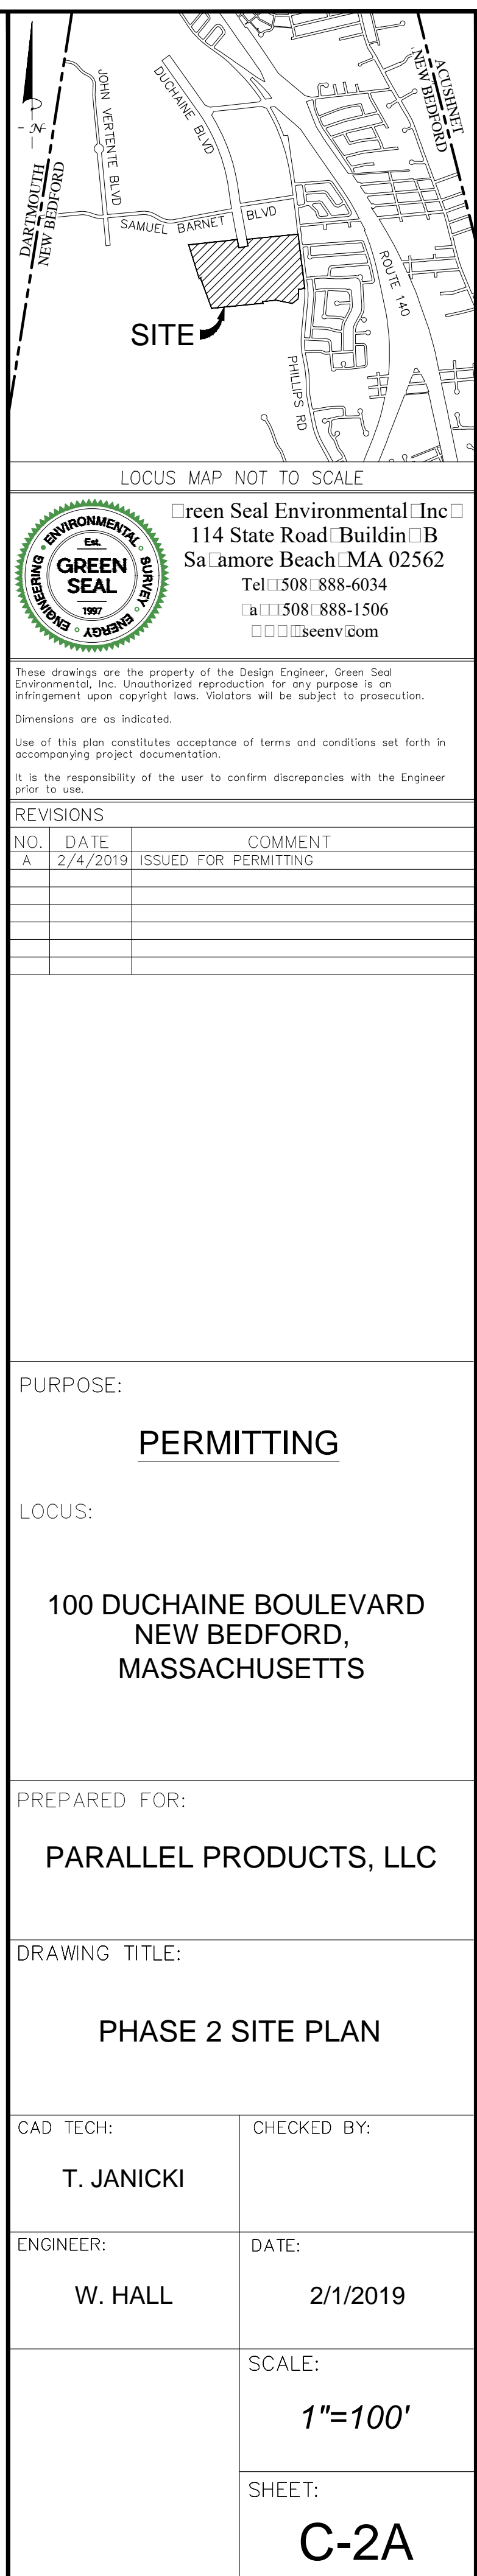 ACUSHNET
NEW BEDFORD
JOHN VERTENTE BLVD
DUCHAINE BLVD
N
DARTMOUTH
NEW BEDFORD
SAMUEL BARNET BLVD
ROUTE 140
SITE
PHILLIPS RD
LOCUS MAP NOT TO SCALE
ENVIRONMENTAL
SURVEY
ENERGY
ENGINEERING
Est.
GREEN
SEAL
1997
□reen Seal Environmental□Inc□
114 State Road□Buildin□B
Sa□amore Beach□MA 02562
Tel□□508□888-6034
□a□□□508□888-1506
□□□□□seenv□com
These drawings are the property of the Design Engineer, Green Seal
Environmental, Inc. Unauthorized reproduction for any purpose is an
infringement upon copyright laws. Violators will be subject to prosecution.
Dimensions are as indicated.
Use of this plan constitutes acceptance of terms and conditions set forth in
accompanying project documentation.
It is the responsibility of the user to confirm discrepancies with the Engineer
prior to use.
REVISIONS
NO. DATE COMMENT
A 2/4/2019 ISSUED FOR PERMITTING
PURPOSE:
PERMITTING
LOCUS:
100 DUCHAINE BOULEVARD
NEW BEDFORD,
MASSACHUSETTS
PREPARED FOR:
PARALLEL PRODUCTS, LLC
DRAWING TITLE:
PHASE 2 SITE PLAN
CAD TECH: CHECKED BY:
T. JANICKI
ENGINEER: DATE:
W. HALL 2/1/2019
SCALE:
1"=100'
SHEET:
C-2A